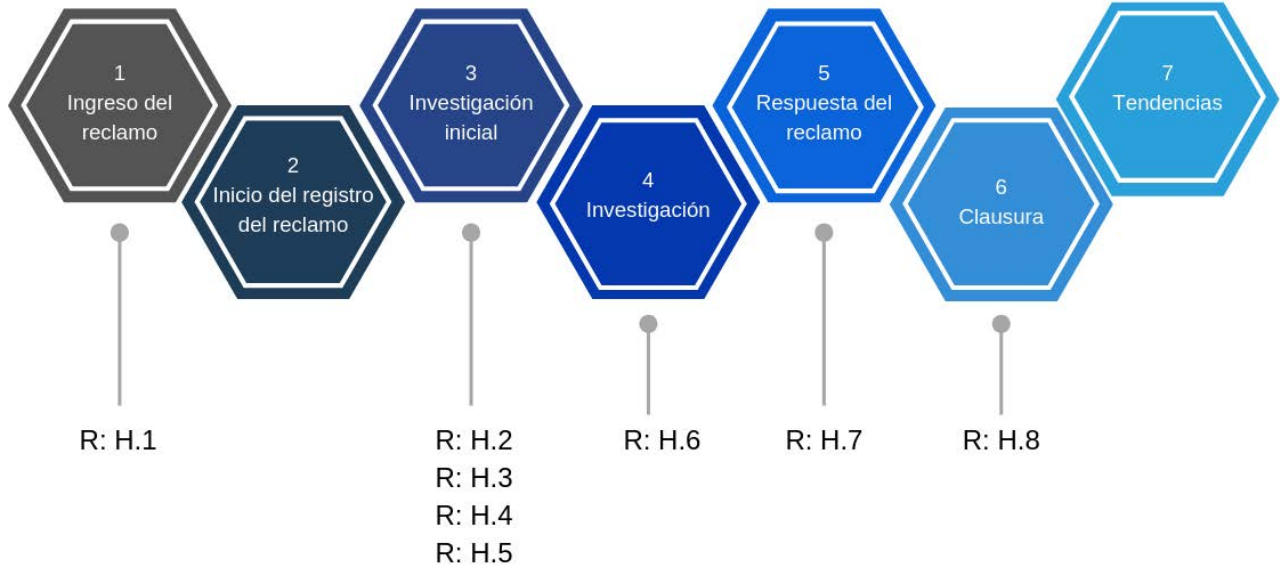 1
Ingreso del
reclamo
2
Inicio del registro
del reclamo
3
Investigación
inicial
4
Investigación
5
Respuesta del
reclamo
6
Clausura
7
Tendencias
R: H.1
R: H.2
R: H.3
R: H.4
R: H.5
R: H.6
R: H.7
R: H.8